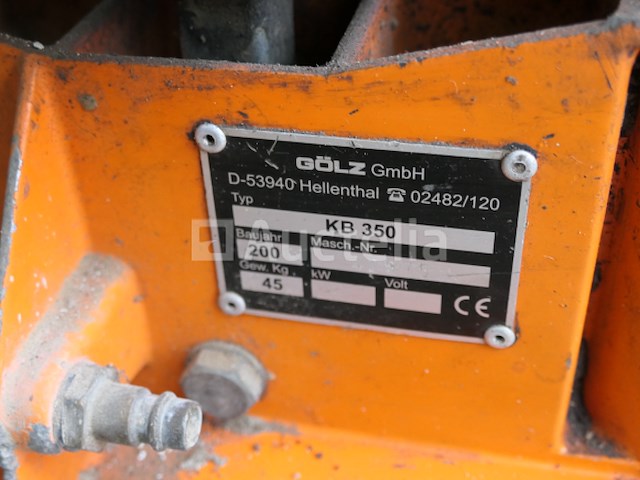 GÖLZ GmbH
D-53940 Hellenthal ☎ 02482/120
Typ
KB 350
Baujahr Masch.-Nr.
200
Gew. Kg kW Volt
45
CE
Auctelia